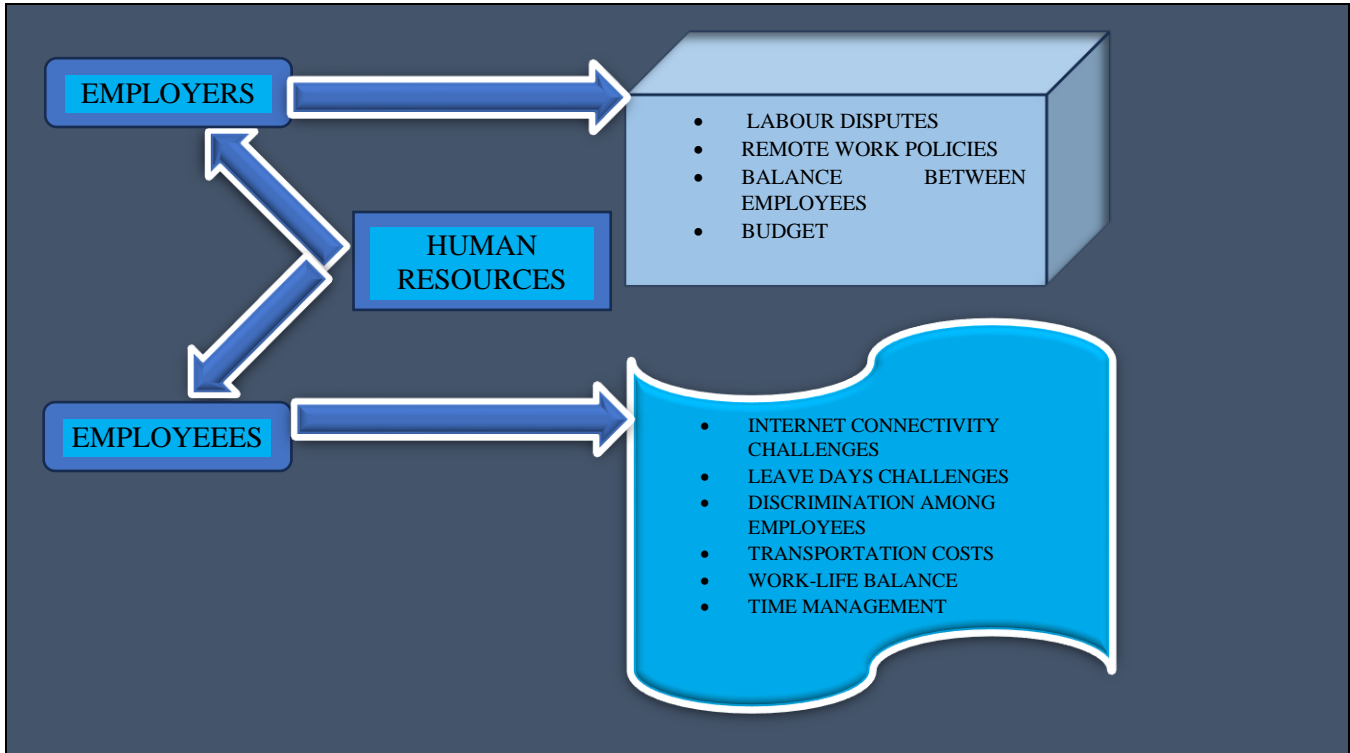 EMPLOYERS
• LABOUR DISPUTES
• REMOTE WORK POLICIES
• BALANCE BETWEEN
EMPLOYEES
• BUDGET
HUMAN
RESOURCES
EMPLOYEEES
• INTERNET CONNECTIVITY
CHALLENGES
• LEAVE DAYS CHALLENGES
• DISCRIMINATION AMONG
EMPLOYEES
• TRANSPORTATION COSTS
• WORK-LIFE BALANCE
• TIME MANAGEMENT